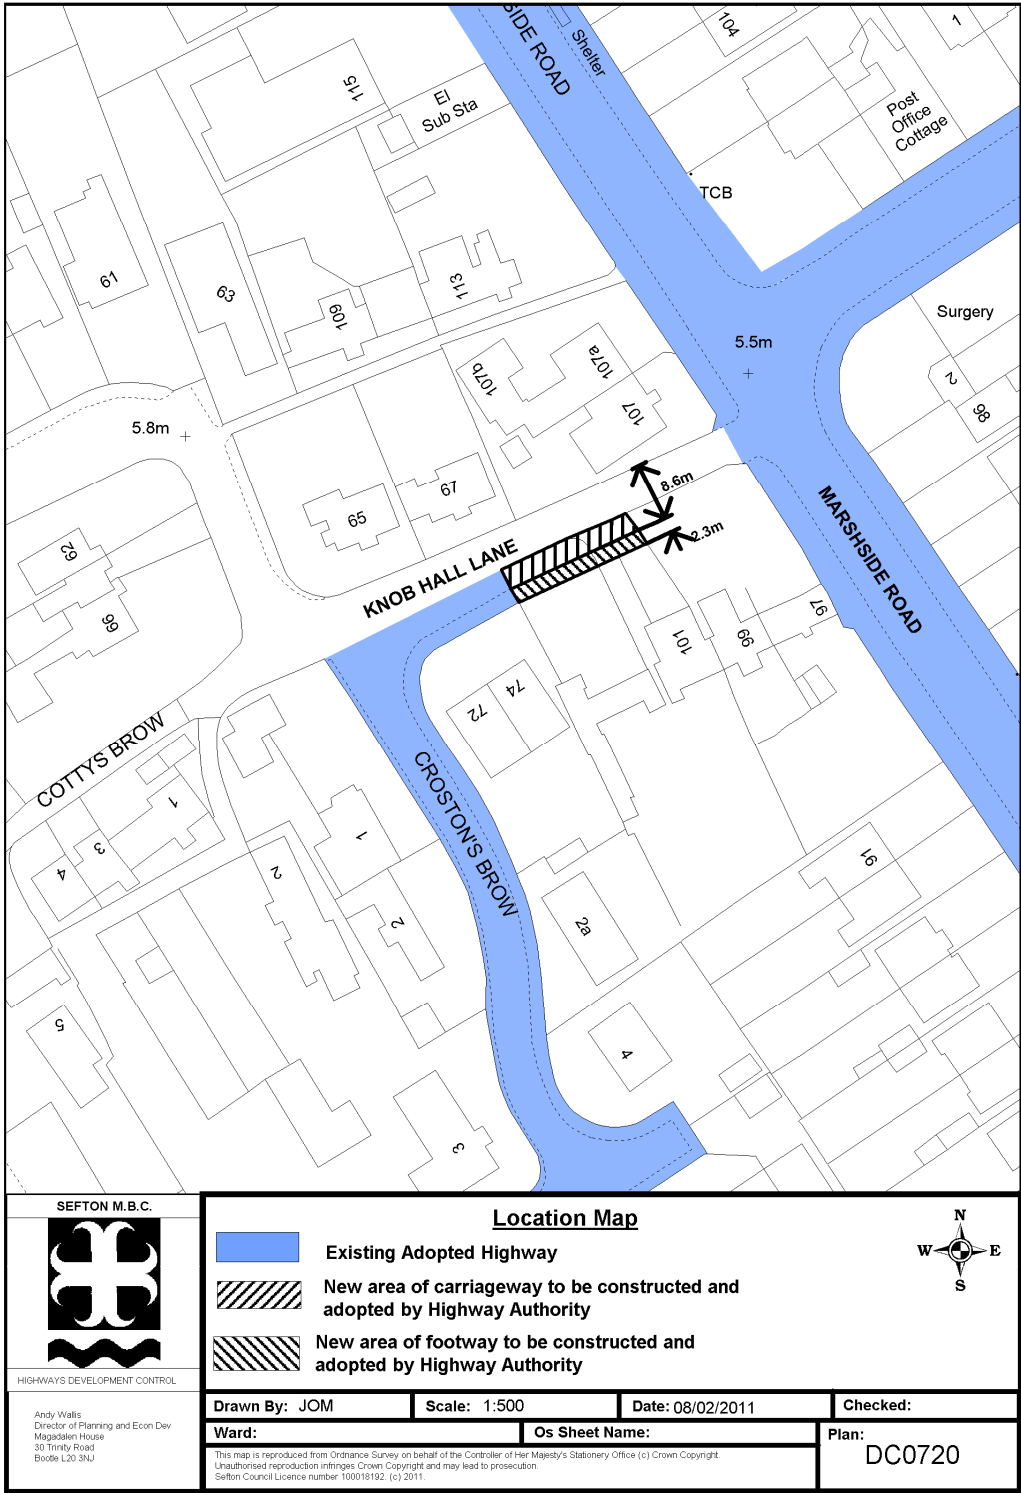 SIDE ROAD
Shelter
104
1
115
El
Sub Sta
Post
Office
Cottage
TCB
61
63
109
113
Surgery
5.5m
107b
107a
107
2
98
5.8m
65
67
8.6m
2.3m
MARSHSIDE ROAD
62
66
KNOB HALL LANE
101
99
97
72
74
COTTYS BROW
CROSTON'S BROW
1
3
4
2
1
2
2a
91
5
4
3
SEFTON M.B.C.
HIGHWAYS DEVELOPMENT CONTROL
Andy Wallis
Director of Planning and Econ Dev
Magdalen House
30 Trinity Road
Bootle L20 3NJ
Location Map
Existing Adopted Highway
New area of carriageway to be constructed and
adopted by Highway Authority
New area of footway to be constructed and
adopted by Highway Authority
N
W E
S
Drawn By: JOM
Scale: 1:500
Date: 08/02/2011
Checked:
Ward:
Os Sheet Name:
Plan:
DC0720
This map is reproduced from Ordnance Survey on behalf of the Controller of Her Majesty's Stationery Office (c) Crown Copyright.
Unauthorised reproduction infringes Crown Copyright and may lead to prosecution.
Sefton Council Licence number 100018192. (c) 2011.